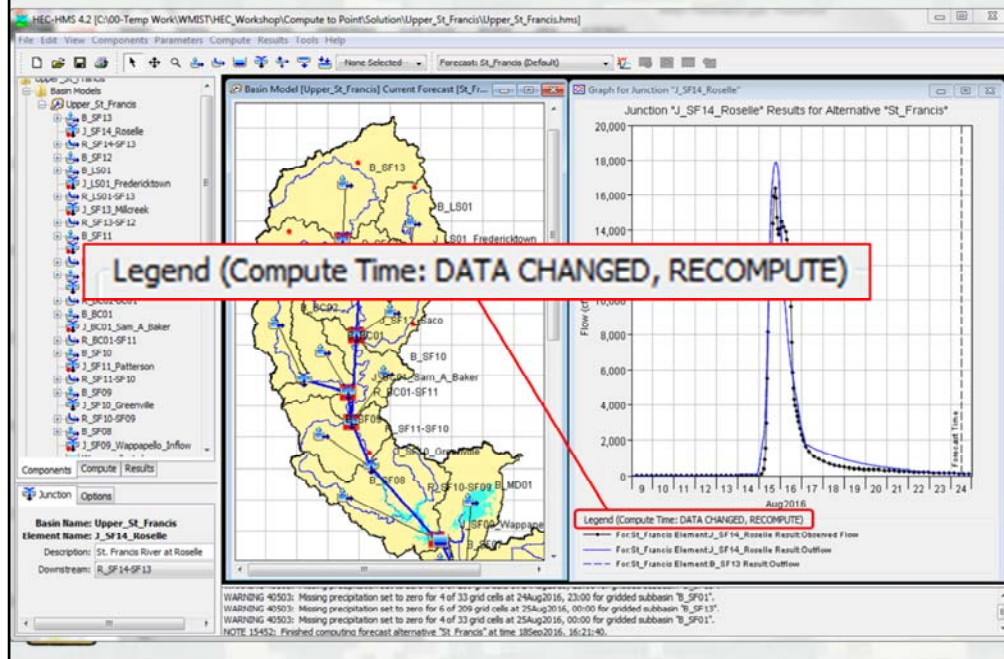 HEC-HMS 4.2 [C:\00-Temp Work\WMIST\HEC_Workshop\Compute to Point\Solution\Upper_St_Francis\Upper_St_Francis.hms]
File Edit View Components Parameters Compute Results Tools Help
None Selected
Forecast: St_Francis (Default)
Upper_St_Francis
Basin Models
Upper_St_Francis
B_SF13
J_SF14_Roselle
R_SF14-SF13
B_SF12
B_LS01
J_LS01_Fredericktown
R_LS01-SF13
J_SF13_Millcreek
R_SF13-SF12
B_SF11
B_BC01
J_BC01_Sam_A_Baker
R_BC01-SF11
B_SF10
J_SF11_Patterson
R_SF11-SF10
B_SF09
J_SF10_Greenville
R_SF10-SF09
B_SF08
J_SF09_Wappapello_Inflow
Components Compute Results
Junction Options
Basin Name: Upper_St_Francis
Element Name: J_SF14_Roselle
Description: St. Francis River at Roselle
Downstream: R_SF14-SF13
Basin Model [Upper_St_Francis] Current Forecast [St_Fr...
B_SF13
B_LS01
J_LS01_Fredericktown
Legend (Compute Time: DATA CHANGED, RECOMPUTE)
B_BC02
J_SF12_Saco
B_SF10
J_BC01_Sam_A_Baker
R_BC01-SF11
R_SF11-SF10
B_SF08
R_SF10-SF09
B_MD01
Graph for Junction "J_SF14_Roselle"
Junction "J_SF14_Roselle" Results for Alternative "St_Francis"
20,000
18,000
16,000
14,000
10,000
8,000
6,000
4,000
2,000
0
Flow (cf
Forecast Time
9 10 11 12 13 14 15 16 17 18 19 20 21 22 23 24
Aug2016
Legend (Compute Time: DATA CHANGED, RECOMPUTE)
For:St_Francis Element:J_SF14_Roselle Result:Observed Flow
For:St_Francis Element:J_SF14_Roselle Result:Outflow
For:St_Francis Element:B_SF13 Result:Outflow
WARNING 40503: Missing precipitation set to zero for 4 of 33 grid cells at 24Aug2016, 23:00 for gridded subbasin "B_SF01".
WARNING 40503: Missing precipitation set to zero for 6 of 209 grid cells at 25Aug2016, 00:00 for gridded subbasin "B_SF13".
WARNING 40503: Missing precipitation set to zero for 4 of 33 grid cells at 25Aug2016, 00:00 for gridded subbasin "B_SF01".
NOTE 15452: Finished computing forecast alternative "St_Francis" at time 18Sep2016, 16:21:40.